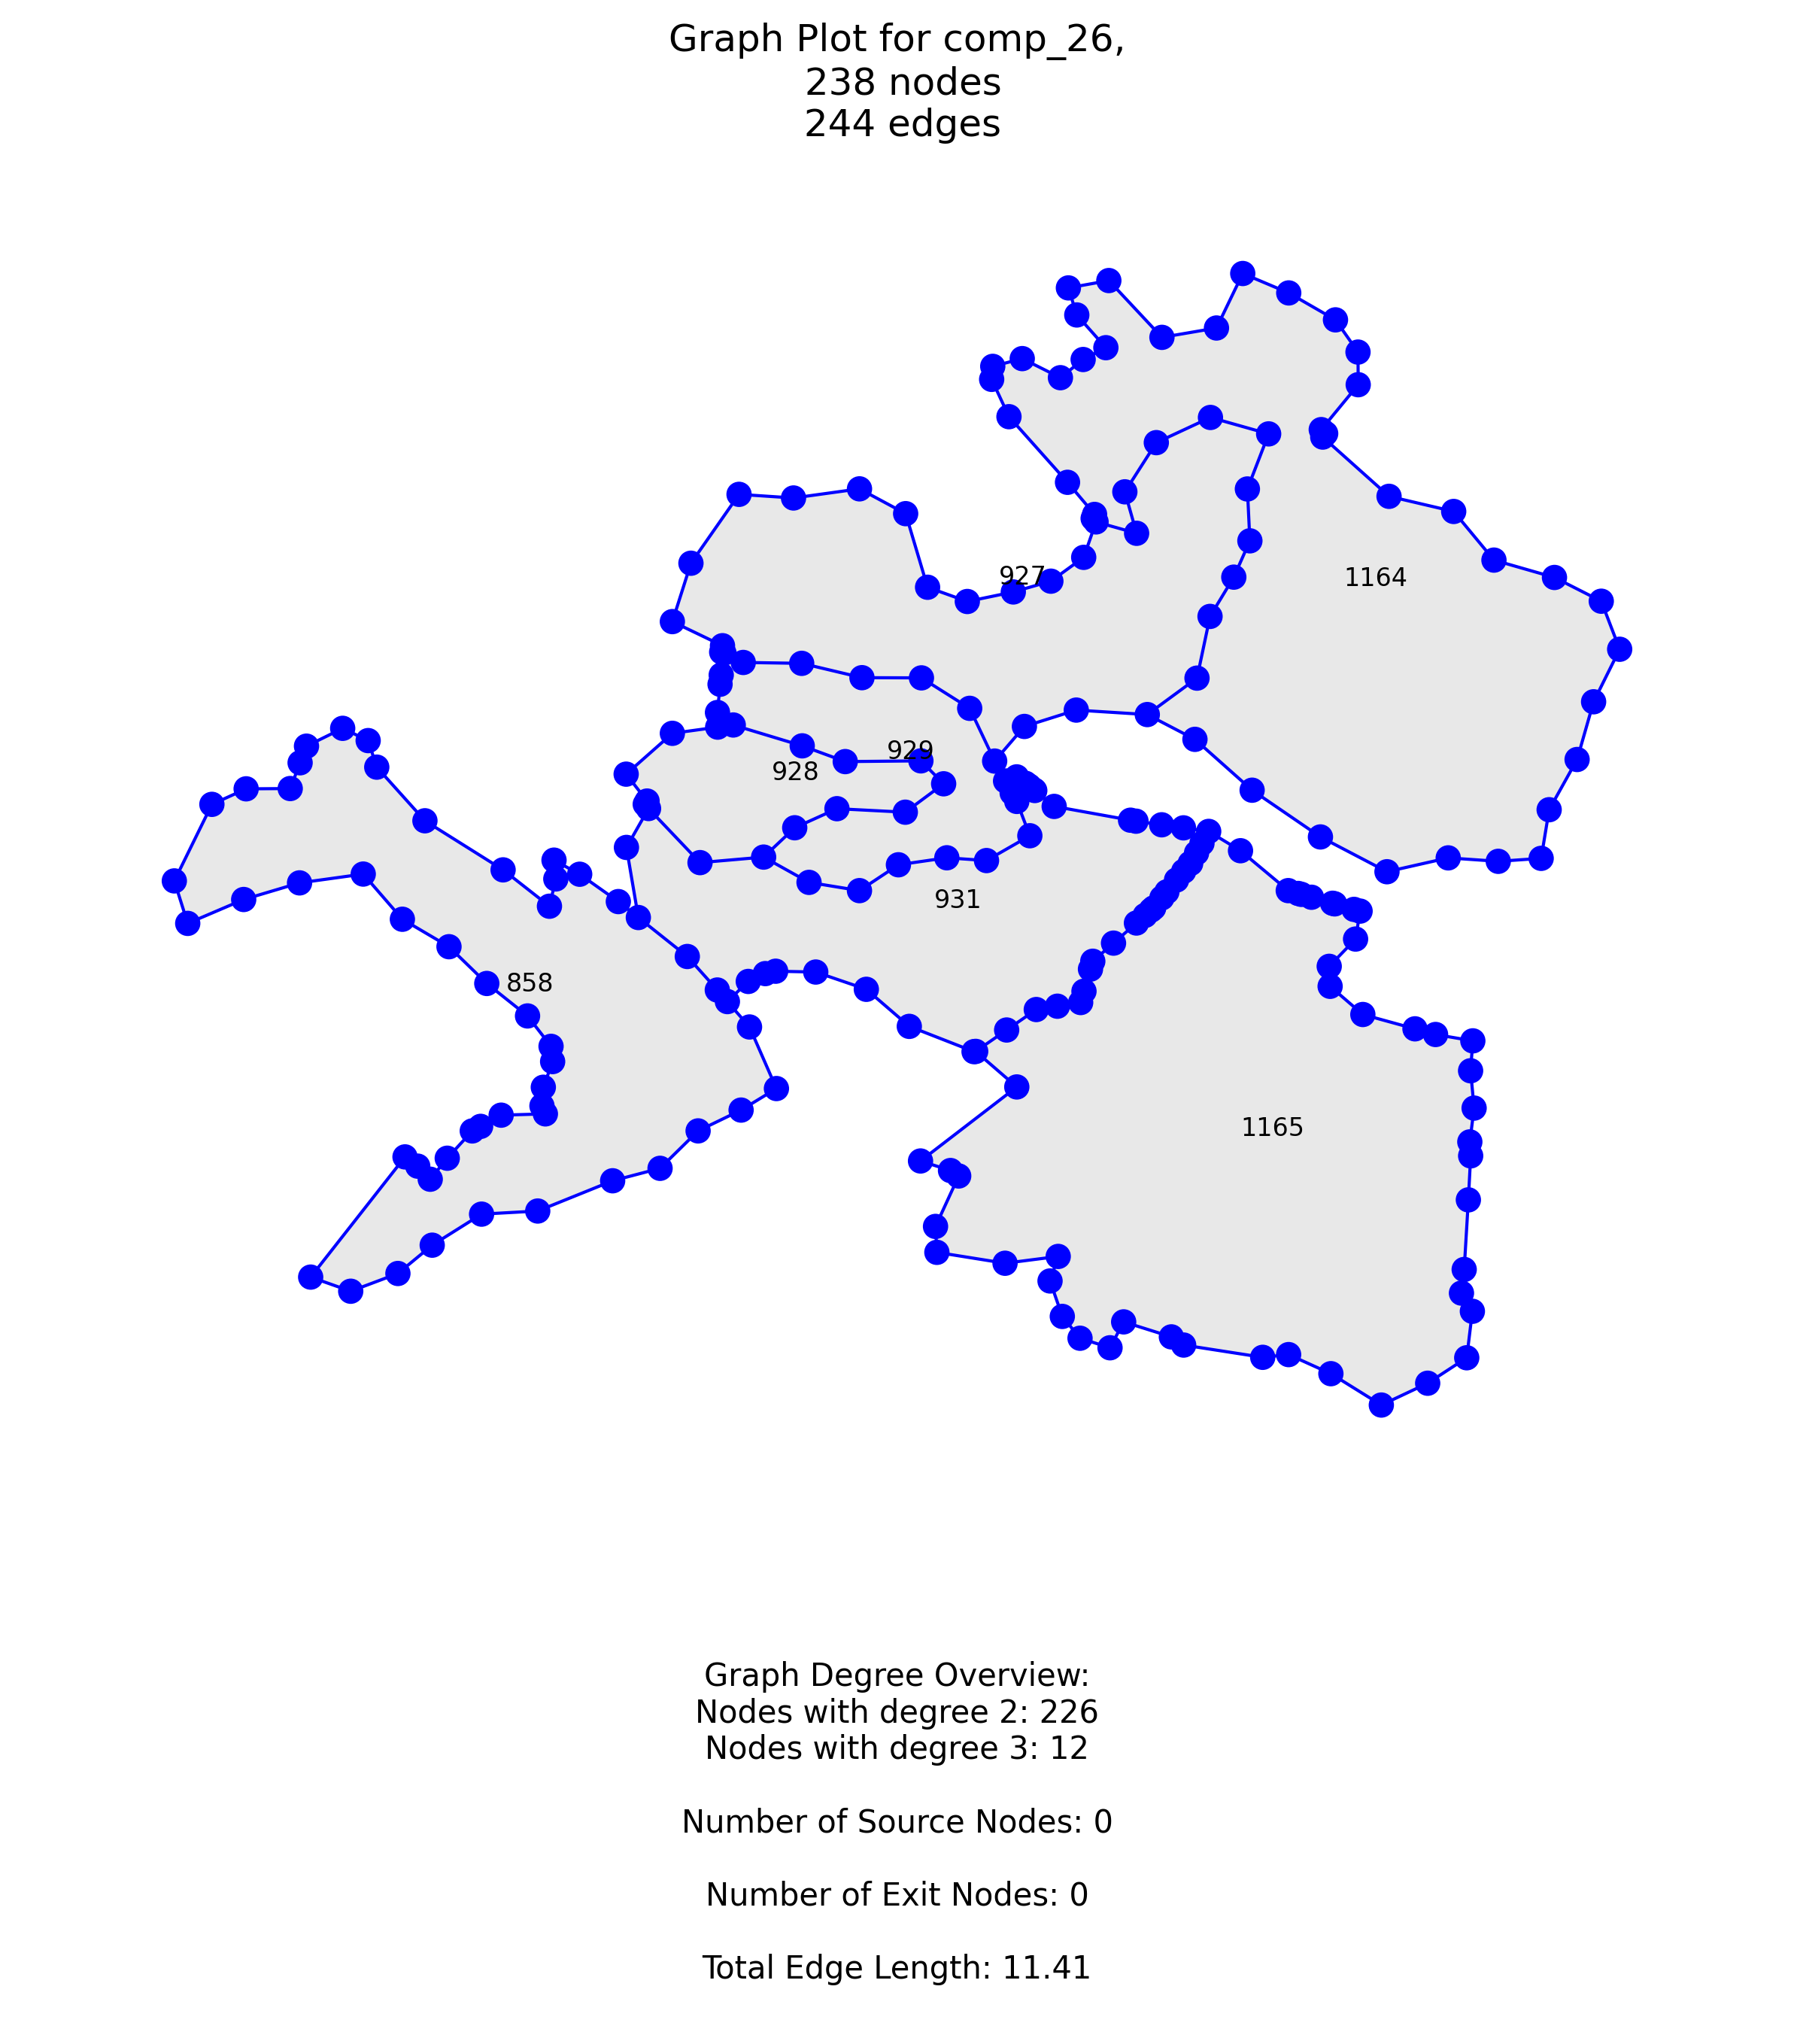 Graph Plot for comp_26,
238 nodes
244 edges
927
1164
929
928
931
858
1165
Graph Degree Overview:
Nodes with degree 2: 226
Nodes with degree 3: 12
Number of Source Nodes: 0
Number of Exit Nodes: 0
Total Edge Length: 11.41